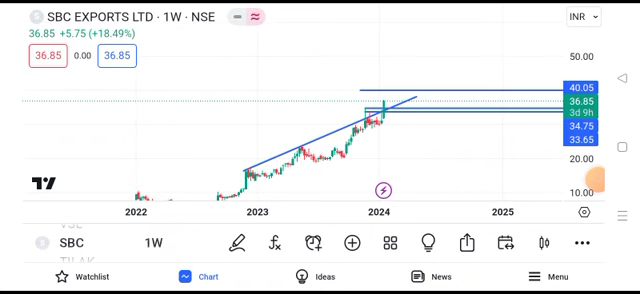 SBC EXPORTS LTD · 1W · NSE
INR
36.85 +5.75 (+18.49%)
36.85 0.00 36.85
50.00
40.05
36.85
3d 9h
34.75
33.65
20.00
10.00
2022 2023 2024 2025
SBC 1W
Watchlist Chart Ideas News Menu